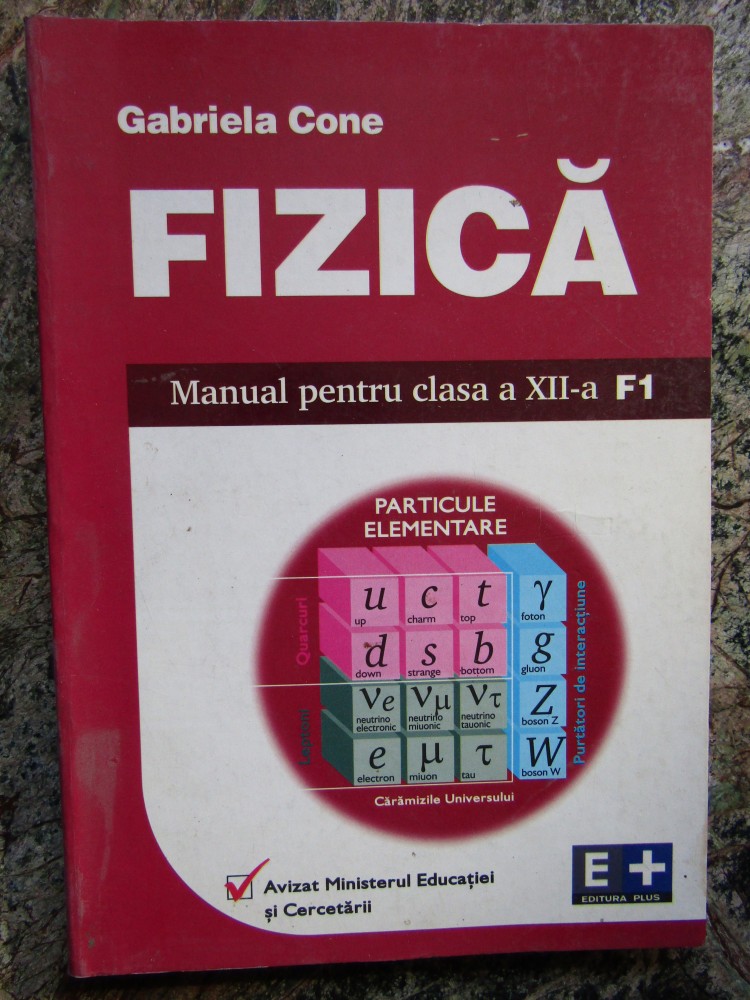 Gabriela Cone
FIZICĂ
Manual pentru clasa a XII-a F1
PARTICULE
ELEMENTARE
Quarcuri
u c t γ
up charm top foton
d s b g
down strange bottom gluon
Leptoni
νe νμ ντ Z
neutrino electronic neutrino miuonic neutrino tauonic boson Z
e μ τ W
electron miuon tau boson W
Purtători de interacțiune
Cărămizile Universului
Avizat Ministerul Educației
și Cercetării
E+
EDITURA PLUS